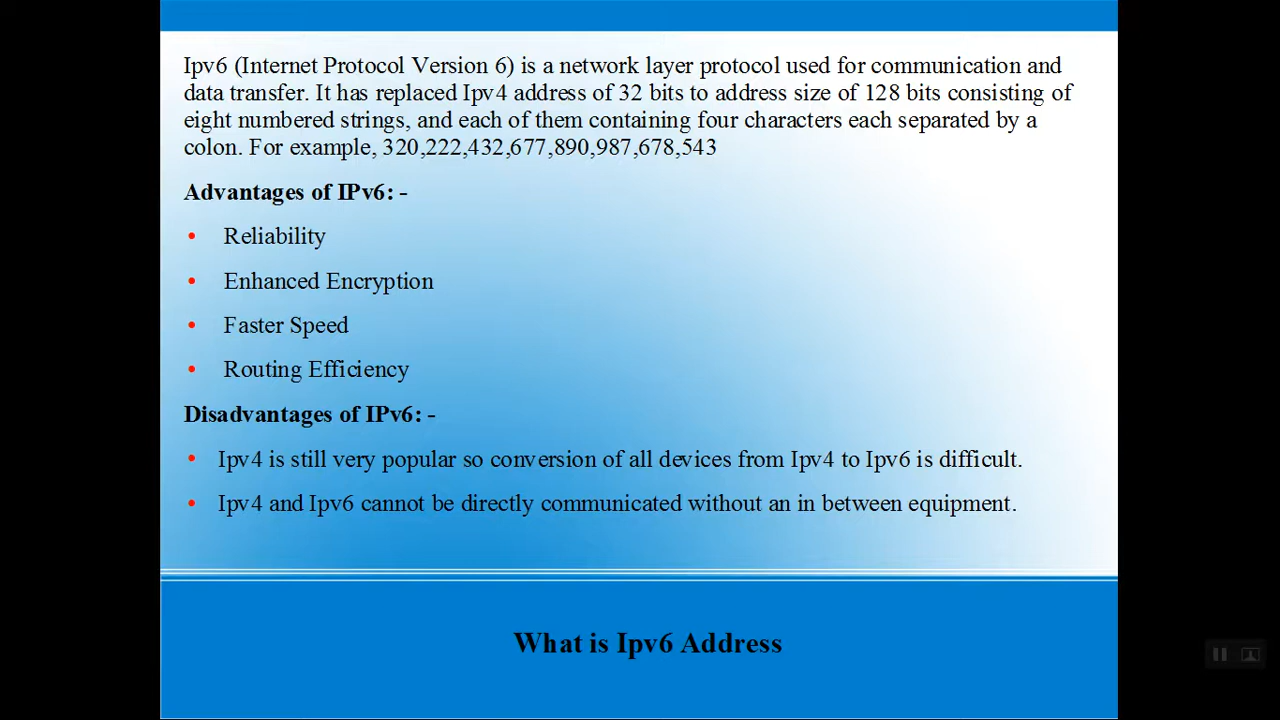 Ipv6 (Internet Protocol Version 6) is a network layer protocol used for communication and
data transfer. It has replaced Ipv4 address of 32 bits to address size of 128 bits consisting of
eight numbered strings, and each of them containing four characters each separated by a
colon. For example, 320,222,432,677,890,987,678,543
Advantages of IPv6: -
• Reliability
• Enhanced Encryption
• Faster Speed
• Routing Efficiency
Disadvantages of IPv6: -
• Ipv4 is still very popular so conversion of all devices from Ipv4 to Ipv6 is difficult.
• Ipv4 and Ipv6 cannot be directly communicated without an in between equipment.
What is Ipv6 Address